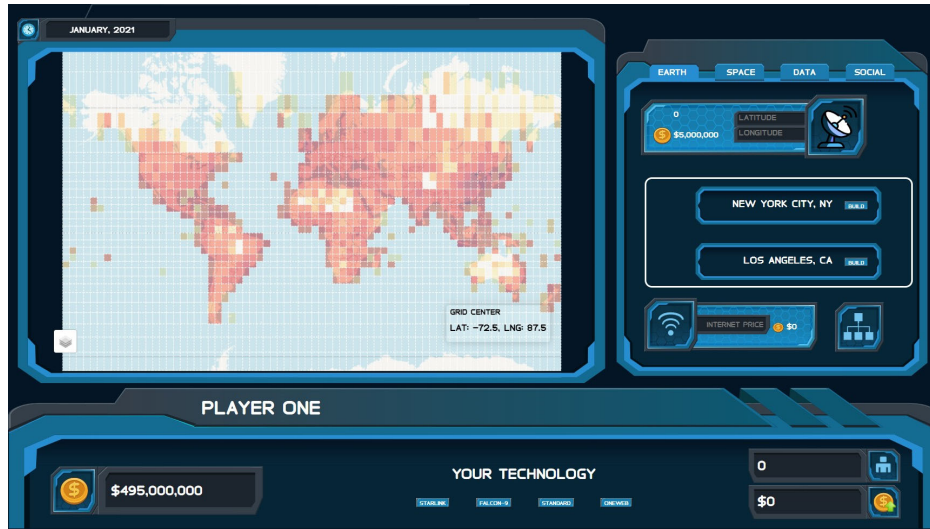 JANUARY, 2021
EARTH
SPACE
DATA
SOCIAL
0
$5,000,000
LATITUDE
LONGITUDE
NEW YORK CITY, NY
BUILD
LOS ANGELES, CA
BUILD
GRID CENTER
LAT: -72.5, LNG: 87.5
INTERNET PRICE
$0
PLAYER ONE
$495,000,000
YOUR TECHNOLOGY
STARLINK
FALCON-9
STANDARD
ONEWEB
0
$0